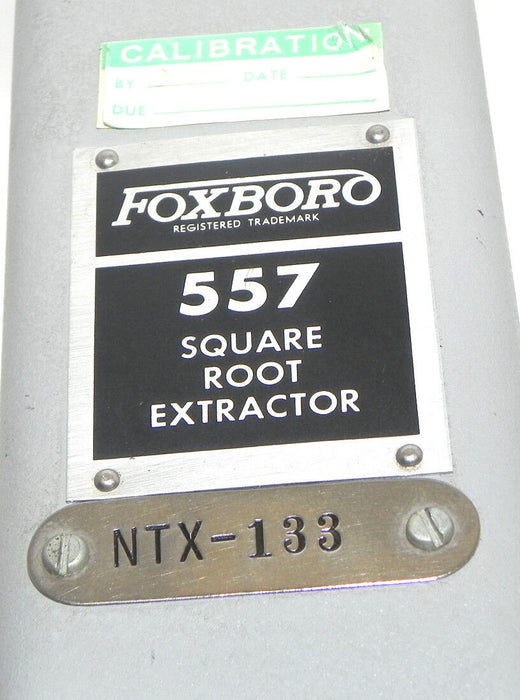 CALIBRATION
BY DATE
DUE
FOXBORO
REGISTERED TRADEMARK
557
SQUARE
ROOT
EXTRACTOR
NTX-133